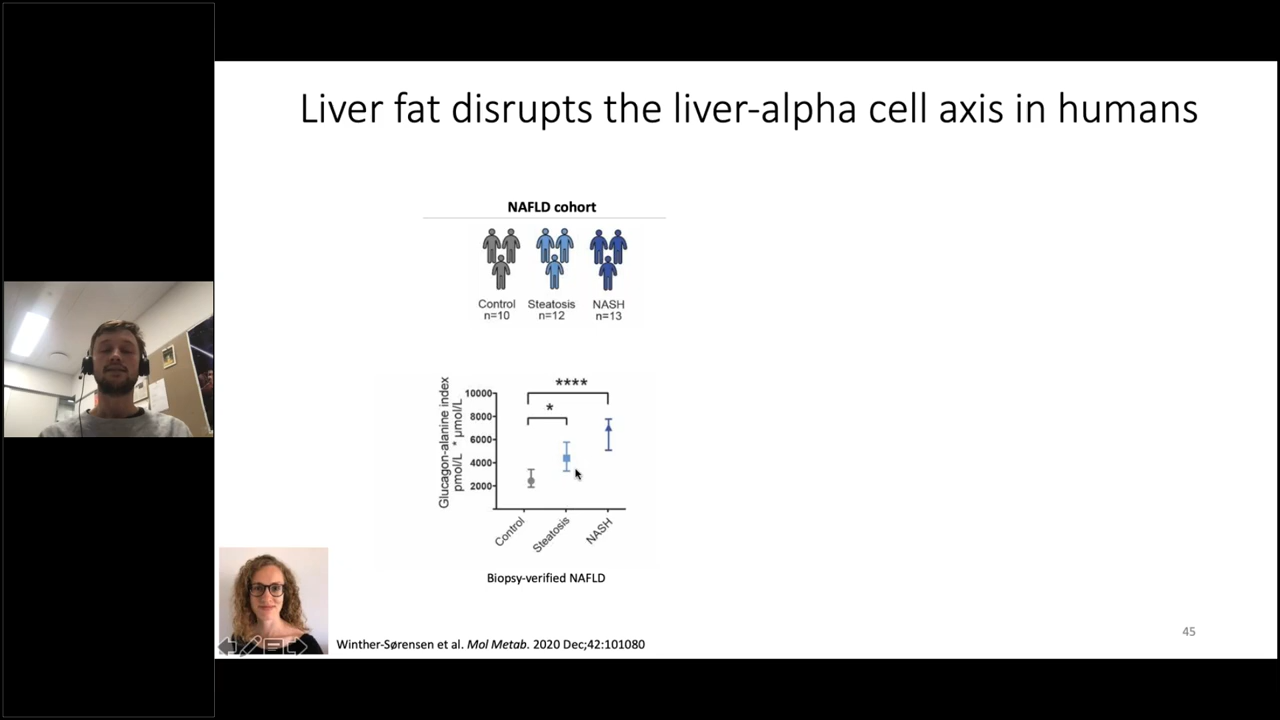 Liver fat disrupts the liver-alpha cell axis in humans
NAFLD cohort
Control
n=10
Steatosis
n=12
NASH
n=13
Glucagon-alanine index
pmol/L * µmol/L
10000
8000
6000
4000
2000
****
*
Control
Steatosis
NASH
Biopsy-verified NAFLD
Winther-Sørensen et al. Mol Metab. 2020 Dec;42:101080
45